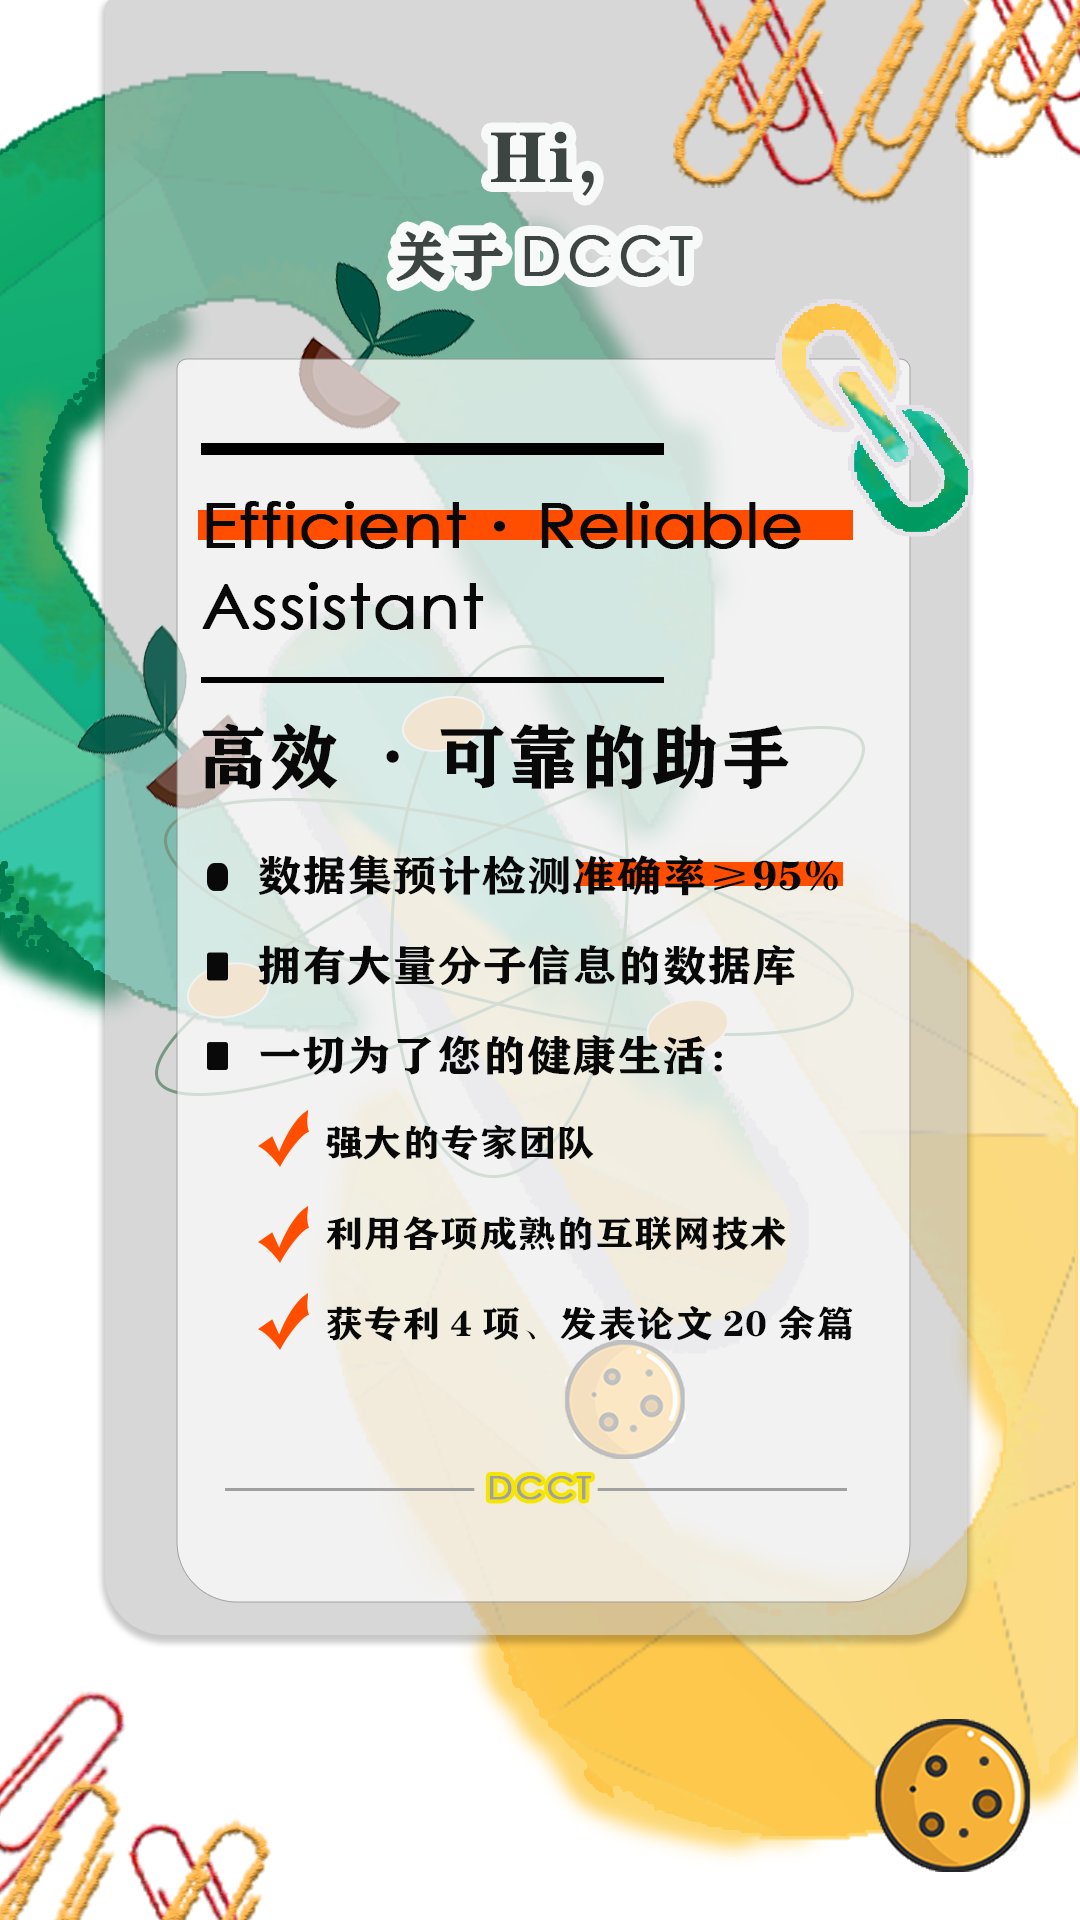 Hi,
关于DCCT
Efficient · Reliable
Assistant
高效 · 可靠的助手
数据集预计检测准确率≥95%
拥有大量分子信息的数据库
一切为了您的健康生活:
强大的专家团队
利用各项成熟的互联网技术
获专利 4 项、发表论文 20 余篇
DCCT